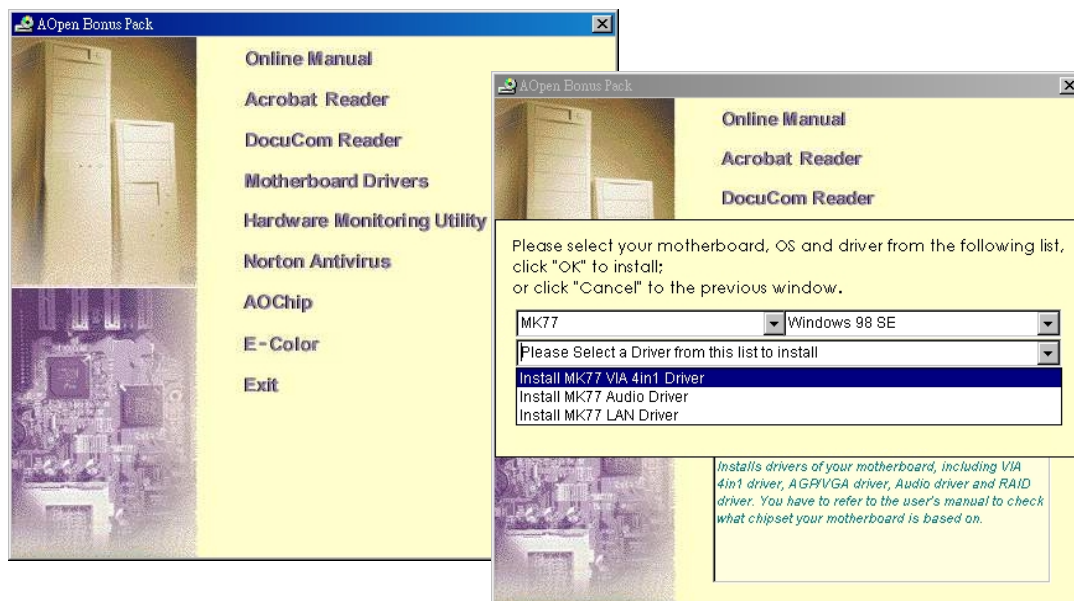 AOpen Bonus Pack
Online Manual
Acrobat Reader
DocuCom Reader
Motherboard Drivers
Hardware Monitoring Utility
Norton Antivirus
AOChip
E-Color
Exit
AOpen Bonus Pack
Online Manual
Acrobat Reader
DocuCom Reader
Please select your motherboard, OS and driver from the following list,
click "OK" to install;
or click "Cancel" to the previous window.
MK77
Windows 98 SE
Please Select a Driver from this list to install
Install MK77 VIA 4in1 Driver
Install MK77 Audio Driver
Install MK77 LAN Driver
Installs drivers of your motherboard, including VIA
4in1 driver, AGP/VGA driver, Audio driver and RAID
driver. You have to refer to the user's manual to check
what chipset your motherboard is based on.